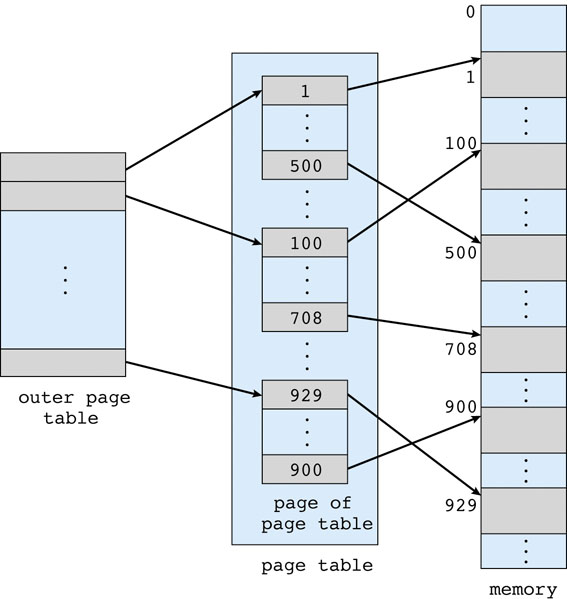 outer page
table
1
500
100
708
929
900
page of
page table
page table
0
1
100
500
708
900
929
memory